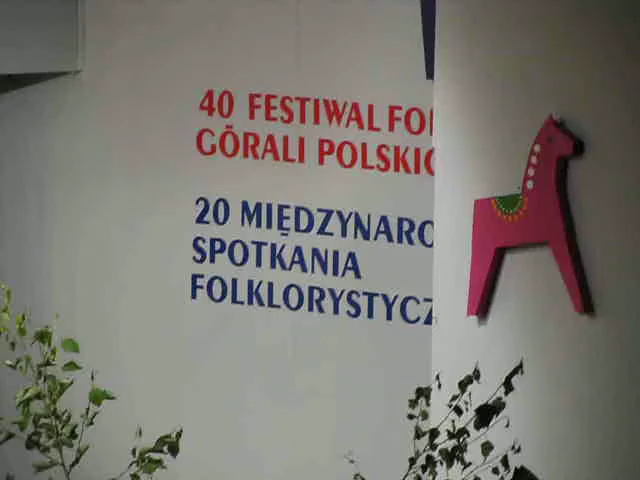 40 FESTIWAL FO
GÓRALI POLSKIC
20 MIĘDZYNARO
SPOTKANIA
FOLKLORYSTYCZ